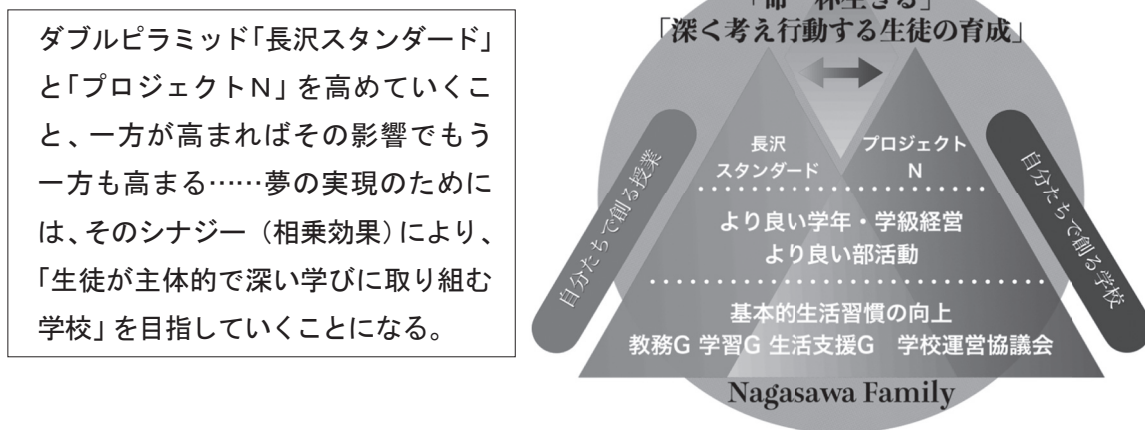 ダブルピラミッド「長沢スタンダード」
と「プロジェクトN」を高めていくこ
と、一方が高まればその影響でもう
一方も高まる……夢の実現のために
は、そのシナジー（相乗効果）により、
「生徒が主体的で深い学びに取り組む
学校」を目指していくことになる。
「深く考え行動する生徒の育成」
長沢
スタンダード
プロジェクト
N
自分たちで創る授業
自分たちで創る学校
より良い学年・学級経営
より良い部活動
基本的生活習慣の向上
教務G 学習G 生活支援G 学校運営協議会
Nagasawa Family